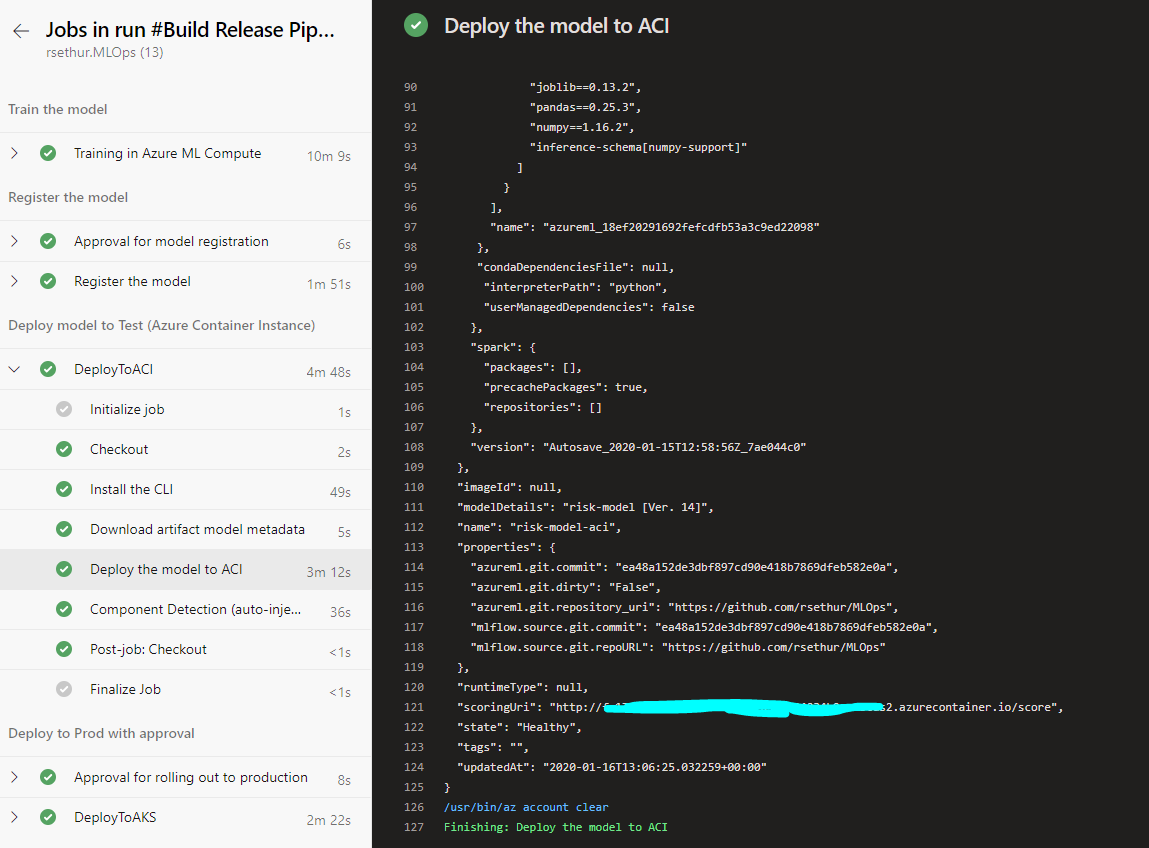 Jobs in run #Build Release Pip...
rsethur.MLOps (13)
Train the model
Training in Azure ML Compute 10m 9s
Register the model
Approval for model registration 6s
Register the model 1m 51s
Deploy model to Test (Azure Container Instance)
DeployToACI 4m 48s
Initialize job 1s
Checkout 2s
Install the CLI 49s
Download artifact model metadata 5s
Deploy the model to ACI 3m 12s
Component Detection (auto-inje... 36s
Post-job: Checkout <1s
Finalize Job <1s
Deploy to Prod with approval
Approval for rolling out to production 8s
DeployToAKS 2m 22s
Deploy the model to ACI
90 "joblib==0.13.2",
91 "pandas==0.25.3",
92 "numpy==1.16.2",
93 "inference-schema[numpy-support]"
94 ]
95 }
96 ],
97 "name": "azureml_18ef20291692fefcdfb53a3c9ed22098"
98 },
99 "condaDependenciesFile": null,
100 "interpreterPath": "python",
101 "userManagedDependencies": false
102 },
103 "spark": {
104 "packages": [],
105 "precachePackages": true,
106 "repositories": []
107 },
108 "version": "Autosave_2020-01-15T12:58:56Z_7ae044c0"
109 },
110 "imageId": null,
111 "modelDetails": "risk-model [Ver. 14]",
112 "name": "risk-model-aci",
113 "properties": {
114 "azureml.git.commit": "ea48a152de3dbf897cd90e418b7869dfeb582e0a",
115 "azureml.git.dirty": "False",
116 "azureml.git.repository_uri": "https://github.com/rsethur/MLOps",
117 "mlflow.source.git.commit": "ea48a152de3dbf897cd90e418b7869dfeb582e0a",
118 "mlflow.source.git.repoURL": "https://github.com/rsethur/MLOps"
119 },
120 "runtimeType": null,
121 "scoringUri": "http:// s2.azurecontainer.io/score",
122 "state": "Healthy",
123 "tags": "",
124 "updatedAt": "2020-01-16T13:06:25.032259+00:00"
125 }
126 /usr/bin/az account clear
127 Finishing: Deploy the model to ACI